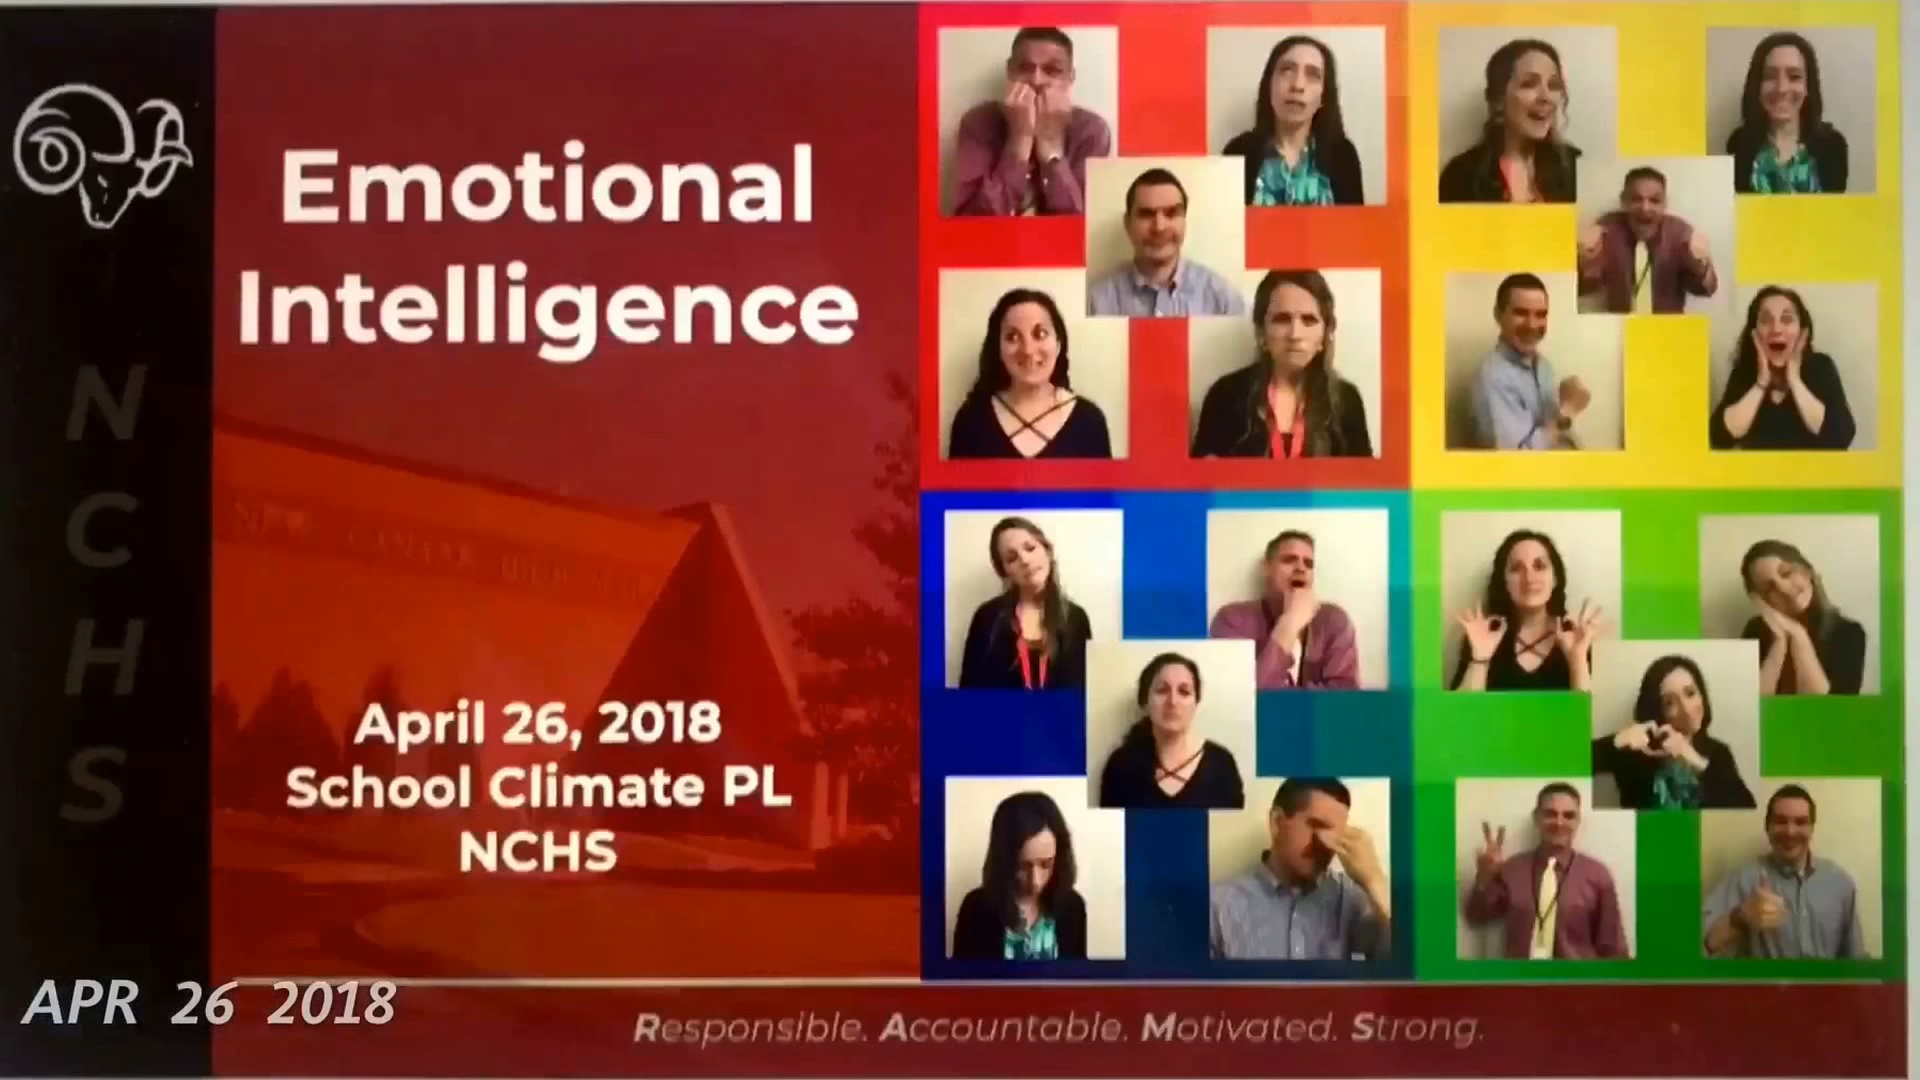 Emotional
Intelligence
NCHS
April 26, 2018
School Climate PL
NCHS
APR 26 2018
Responsible. Accountable. Motivated. Strong.